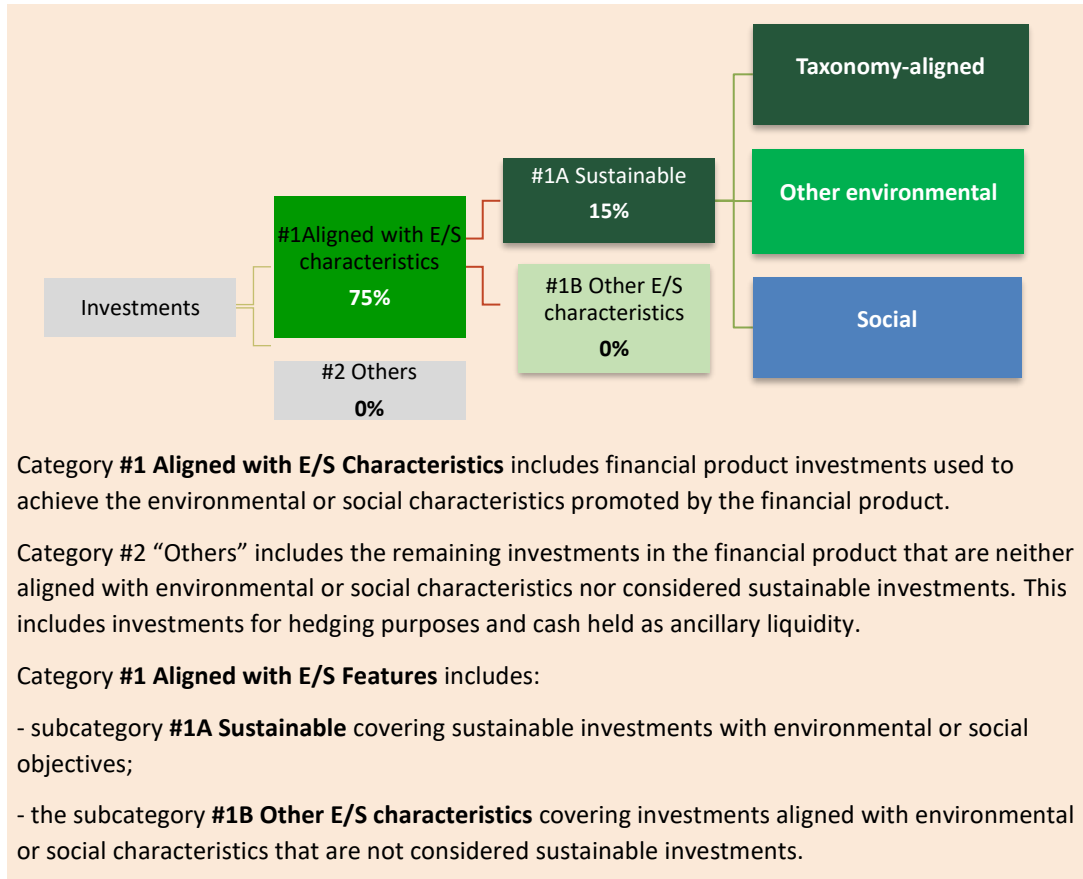 Investments
#1Aligned with E/S
characteristics
75%
#2 Others
0%
#1A Sustainable
15%
#1B Other E/S
characteristics
0%
Taxonomy-aligned
Other environmental
Social
Category #1 Aligned with E/S Characteristics includes financial product investments used to
achieve the environmental or social characteristics promoted by the financial product.
Category #2 “Others” includes the remaining investments in the financial product that are neither
aligned with environmental or social characteristics nor considered sustainable investments. This
includes investments for hedging purposes and cash held as ancillary liquidity.
Category #1 Aligned with E/S Features includes:
- subcategory #1A Sustainable covering sustainable investments with environmental or social
objectives;
- the subcategory #1B Other E/S characteristics covering investments aligned with environmental
or social characteristics that are not considered sustainable investments.